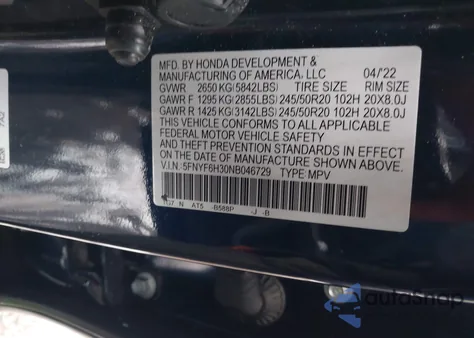 MFD. BY HONDA DEVELOPMENT &
MANUFACTURING OF AMERICA, LLC 04/22
GVWR 2650 KG(5842LBS) TIRE SIZE RIM SIZE
GAWR F 1295 KG(2855LBS) 245/50R20 102H 20X8.0J
GAWR R 1425 KG(3142LBS) 245/50R20 102H 20X8.0J
THIS VEHICLE CONFORMS TO ALL APPLICABLE
FEDERAL MOTOR VEHICLE SAFETY
AND THEFT PREVENTION STANDARDS IN EFFECT
ON THE DATE OF MANUFACTURE SHOWN ABOVE.
V.I.N. 5FNYF6H30NB046729 TYPE MPV
N AT5 B588P -J -B
autoShop